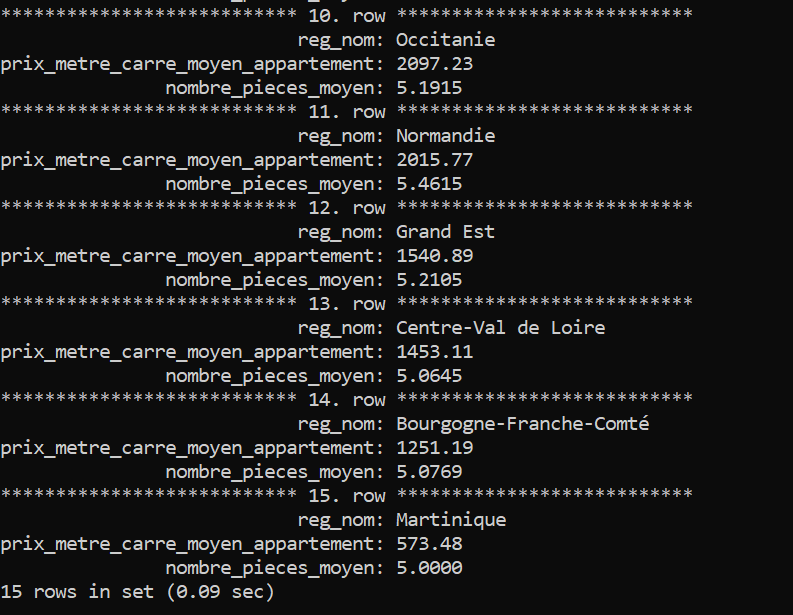 *************************** 10. row ***************************
reg_nom: Occitanie
prix_metre_carre_moyen_appartement: 2097.23
nombre_pieces_moyen: 5.1915
*************************** 11. row ***************************
reg_nom: Normandie
prix_metre_carre_moyen_appartement: 2015.77
nombre_pieces_moyen: 5.4615
*************************** 12. row ***************************
reg_nom: Grand Est
prix_metre_carre_moyen_appartement: 1540.89
nombre_pieces_moyen: 5.2105
*************************** 13. row ***************************
reg_nom: Centre-Val de Loire
prix_metre_carre_moyen_appartement: 1453.11
nombre_pieces_moyen: 5.0645
*************************** 14. row ***************************
reg_nom: Bourgogne-Franche-Comté
prix_metre_carre_moyen_appartement: 1251.19
nombre_pieces_moyen: 5.0769
*************************** 15. row ***************************
reg_nom: Martinique
prix_metre_carre_moyen_appartement: 573.48
nombre_pieces_moyen: 5.0000
15 rows in set (0.09 sec)